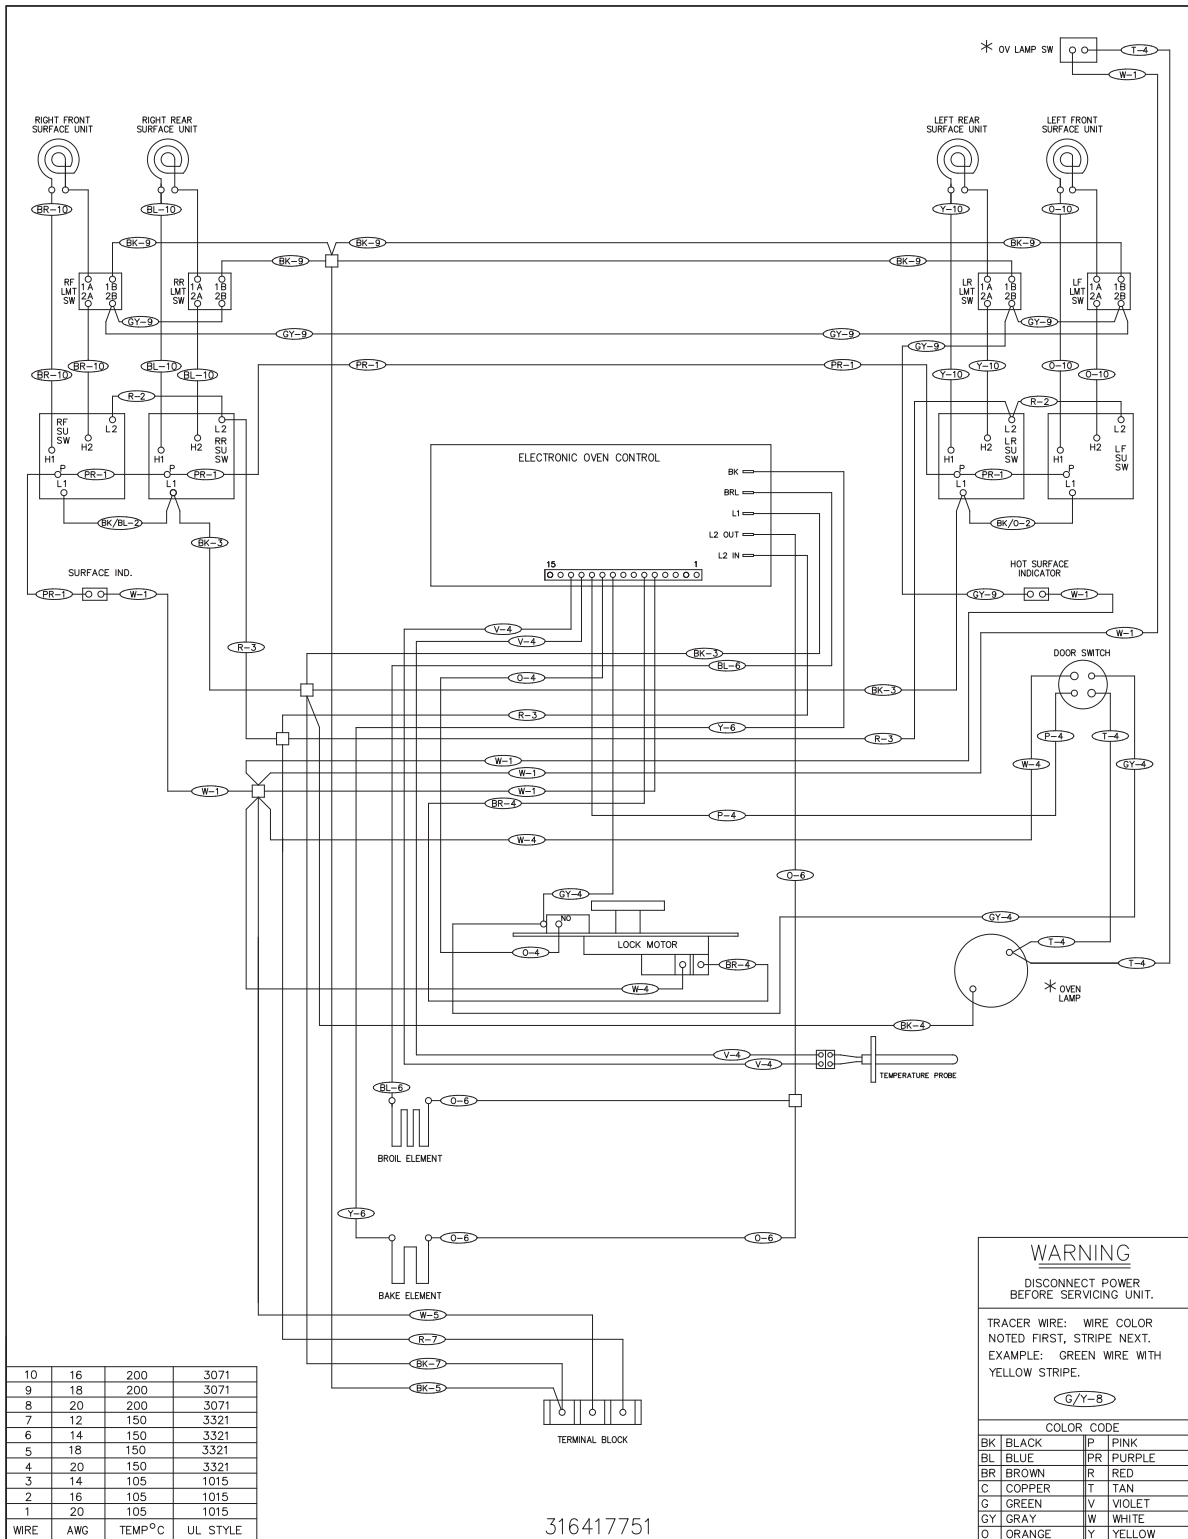 * OV LAMP SW
T-4
W-1
RIGHT FRONT
SURFACE UNIT
RIGHT REAR
SURFACE UNIT
LEFT REAR
SURFACE UNIT
LEFT FRONT
SURFACE UNIT
BR-10
BL-10
Y-10
O-10
BK-9
BK-9
BK-9
BK-9
BK-9
BK-9
RF
LMT
SW
1A
2A
1B
2B
RR
LMT
SW
1A
2A
1B
2B
LR
LMT
SW
1A
2A
1B
2B
LF
LMT
SW
1A
2A
1B
2B
GY-9
GY-9
GY-9
GY-9
GY-9
GY-9
BR-10
BR-10
BL-10
BL-10
PR-1
PR-1
Y-10
Y-10
O-10
O-10
R-2
R-2
RF
SU
SW
L2
H1
H2
P
L1
RR
SU
SW
L2
H1
H2
P
L1
LR
SU
SW
L2
H1
H2
P
L1
LF
SU
SW
L2
H1
H2
P
L1
PR-1
PR-1
PR-1
BK/BL-2
BK/O-2
BK-3
ELECTRONIC OVEN CONTROL
BK
BRL
L1
L2 OUT
L2 IN
15
1
SURFACE IND.
PR-1
W-1
HOT SURFACE
INDICATOR
GY-9
W-1
V-4
V-4
W-1
R-3
BK-3
BL-6
DOOR SWITCH
O-4
BK-3
R-3
Y-6
R-3
P-4
T-4
W-1
W-4
GY-4
W-1
W-1
W-1
BR-4
P-4
W-4
O-6
GY-4
NO
GY-4
O-4
LOCK MOTOR
T-4
BR-4
T-4
W-4
* OVEN
LAMP
BK-4
V-4
V-4
TEMPERATURE PROBE
BL-6
O-6
BROIL ELEMENT
Y-6
O-6
O-6
BAKE ELEMENT
W-5
R-7
BK-7
BK-5
TERMINAL BLOCK
WARNING
DISCONNECT POWER
BEFORE SERVICING UNIT.
TRACER WIRE: WIRE COLOR
NOTED FIRST, STRIPE NEXT.
EXAMPLE: GREEN WIRE WITH
YELLOW STRIPE.
G/Y-8
COLOR CODE
BK BLACK P PINK
BL BLUE PR PURPLE
BR BROWN R RED
C COPPER T TAN
G GREEN V VIOLET
GY GRAY W WHITE
O ORANGE Y YELLOW
10 16 200 3071
9 18 200 3071
8 20 200 3071
7 12 150 3321
6 14 150 3321
5 18 150 3321
4 20 150 3321
3 14 105 1015
2 16 105 1015
1 20 105 1015
WIRE AWG TEMP°C UL STYLE
316417751